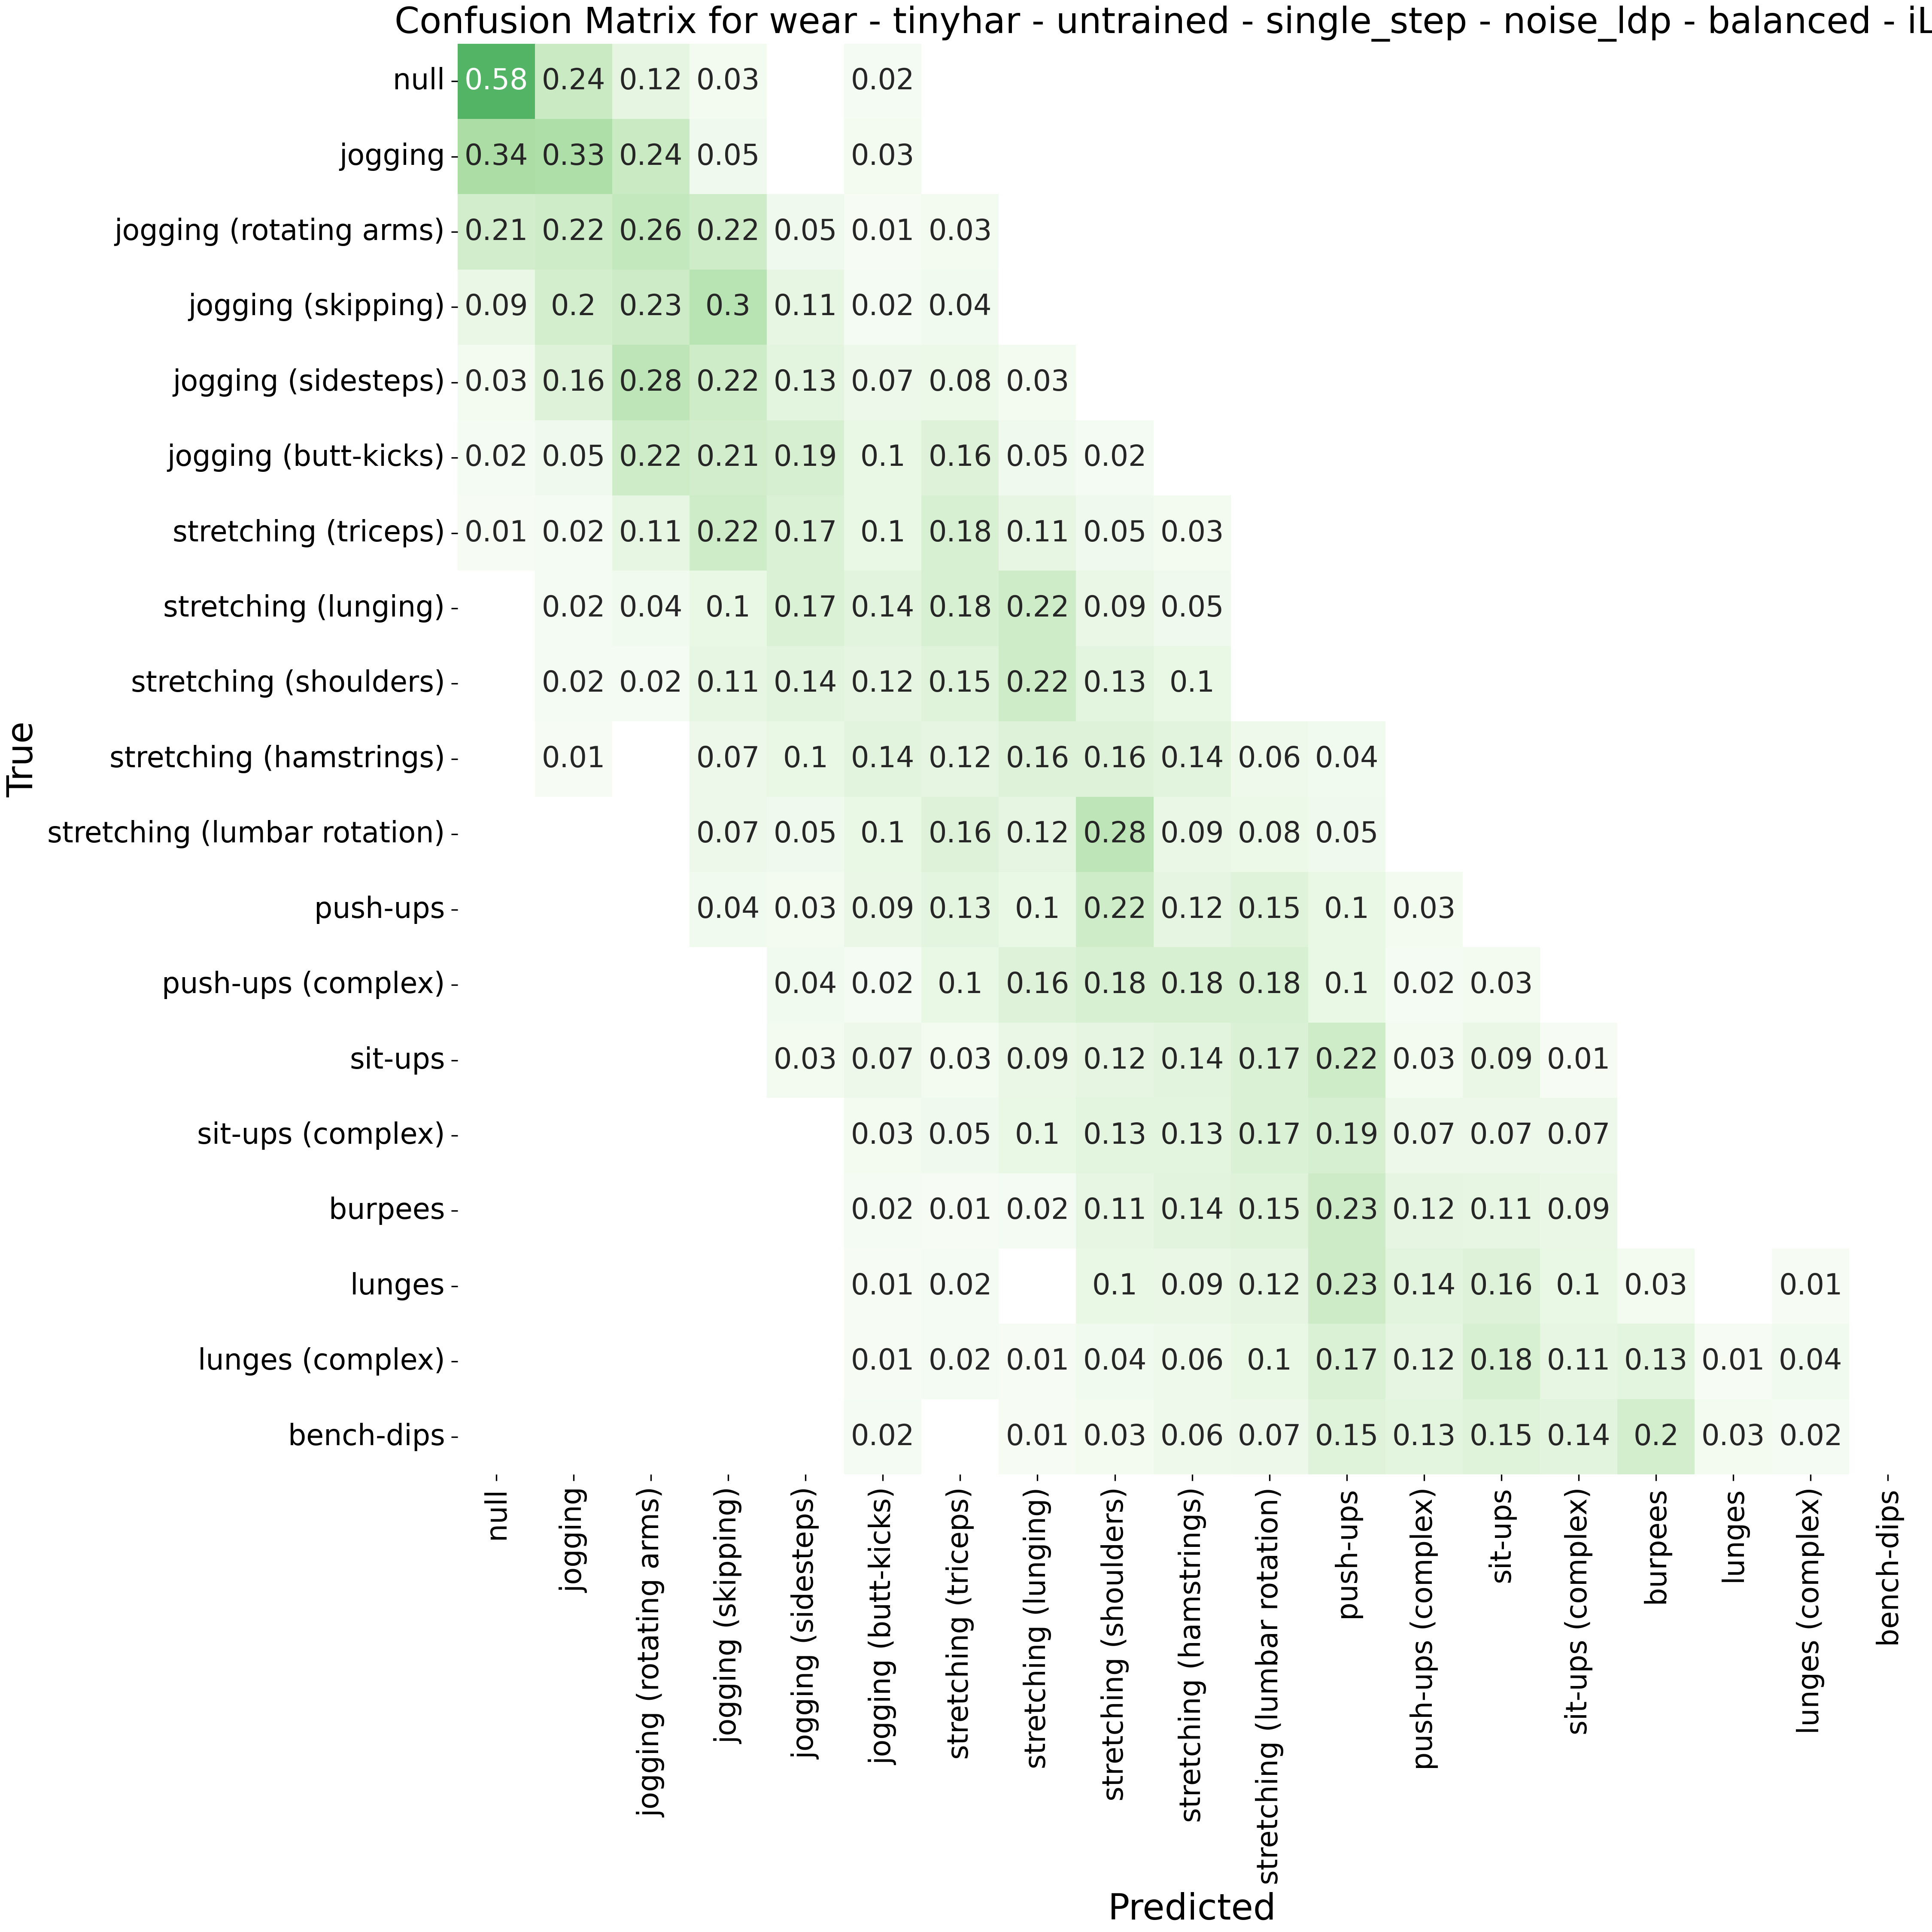 Confusion Matrix for wear - tinyhar - untrained - single_step - noise_ldp - balanced - iL
null 0.58 0.24 0.12 0.03 0.02
jogging 0.34 0.33 0.24 0.05 0.03
jogging (rotating arms) 0.21 0.22 0.26 0.22 0.05 0.01 0.03
jogging (skipping) 0.09 0.2 0.23 0.3 0.11 0.02 0.04
jogging (sidesteps) 0.03 0.16 0.28 0.22 0.13 0.07 0.08 0.03
jogging (butt-kicks) 0.02 0.05 0.22 0.21 0.19 0.1 0.16 0.05 0.02
stretching (triceps) 0.01 0.02 0.11 0.22 0.17 0.1 0.18 0.11 0.05 0.03
stretching (lunging) 0.02 0.04 0.1 0.17 0.14 0.18 0.22 0.09 0.05
stretching (shoulders) 0.02 0.02 0.11 0.14 0.12 0.15 0.22 0.13 0.1
stretching (hamstrings) 0.01 0.07 0.1 0.14 0.12 0.16 0.16 0.14 0.06 0.04
stretching (lumbar rotation) 0.07 0.05 0.1 0.16 0.12 0.28 0.09 0.08 0.05
push-ups 0.04 0.03 0.09 0.13 0.1 0.22 0.12 0.15 0.1 0.03
push-ups (complex) 0.04 0.02 0.1 0.16 0.18 0.18 0.18 0.1 0.02 0.03
sit-ups 0.03 0.07 0.03 0.09 0.12 0.14 0.17 0.22 0.03 0.09 0.01
sit-ups (complex) 0.03 0.05 0.1 0.13 0.13 0.17 0.19 0.07 0.07 0.07
burpees 0.02 0.01 0.02 0.11 0.14 0.15 0.23 0.12 0.11 0.09
lunges 0.01 0.02 0.1 0.09 0.12 0.23 0.14 0.16 0.1 0.03 0.01
lunges (complex) 0.01 0.02 0.01 0.04 0.06 0.1 0.17 0.12 0.18 0.11 0.13 0.01 0.04
bench-dips 0.02 0.01 0.03 0.06 0.07 0.15 0.13 0.15 0.14 0.2 0.03 0.02
True
null
jogging
jogging (rotating arms)
jogging (skipping)
jogging (sidesteps)
jogging (butt-kicks)
stretching (triceps)
stretching (lunging)
stretching (shoulders)
stretching (hamstrings)
stretching (lumbar rotation)
push-ups
push-ups (complex)
sit-ups
sit-ups (complex)
burpees
lunges
lunges (complex)
bench-dips
Predicted